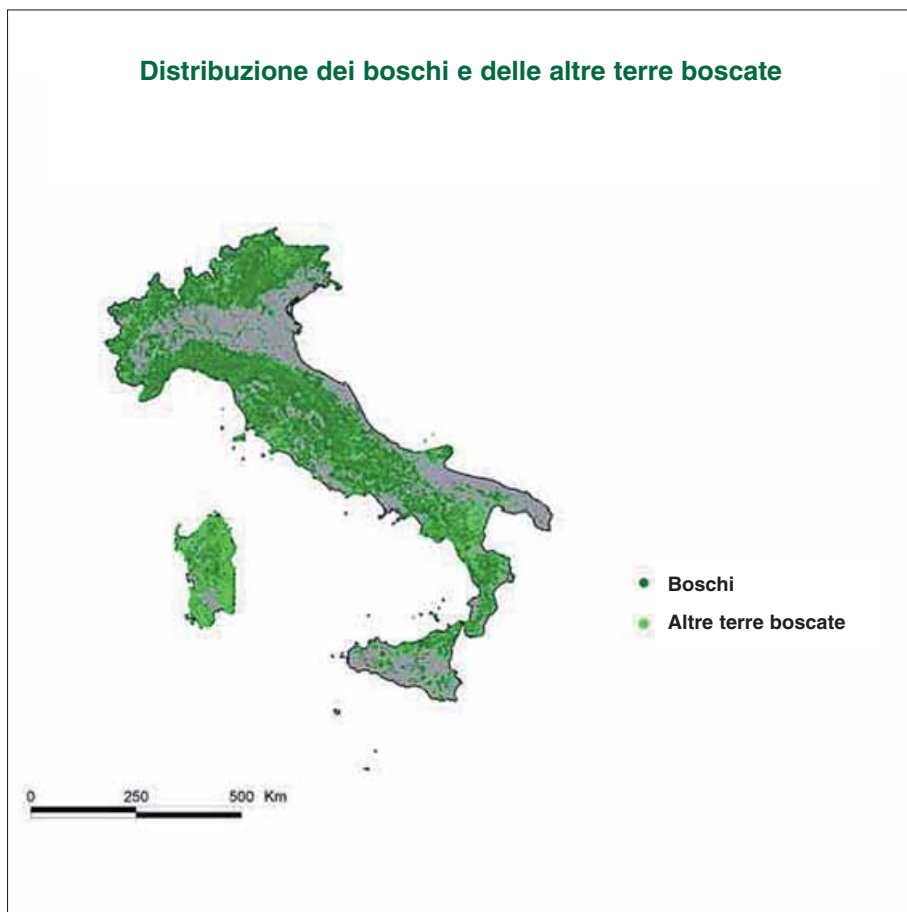 Distribuzione dei boschi e delle altre terre boscate
Boschi
Altre terre boscate
0 250 500 Km